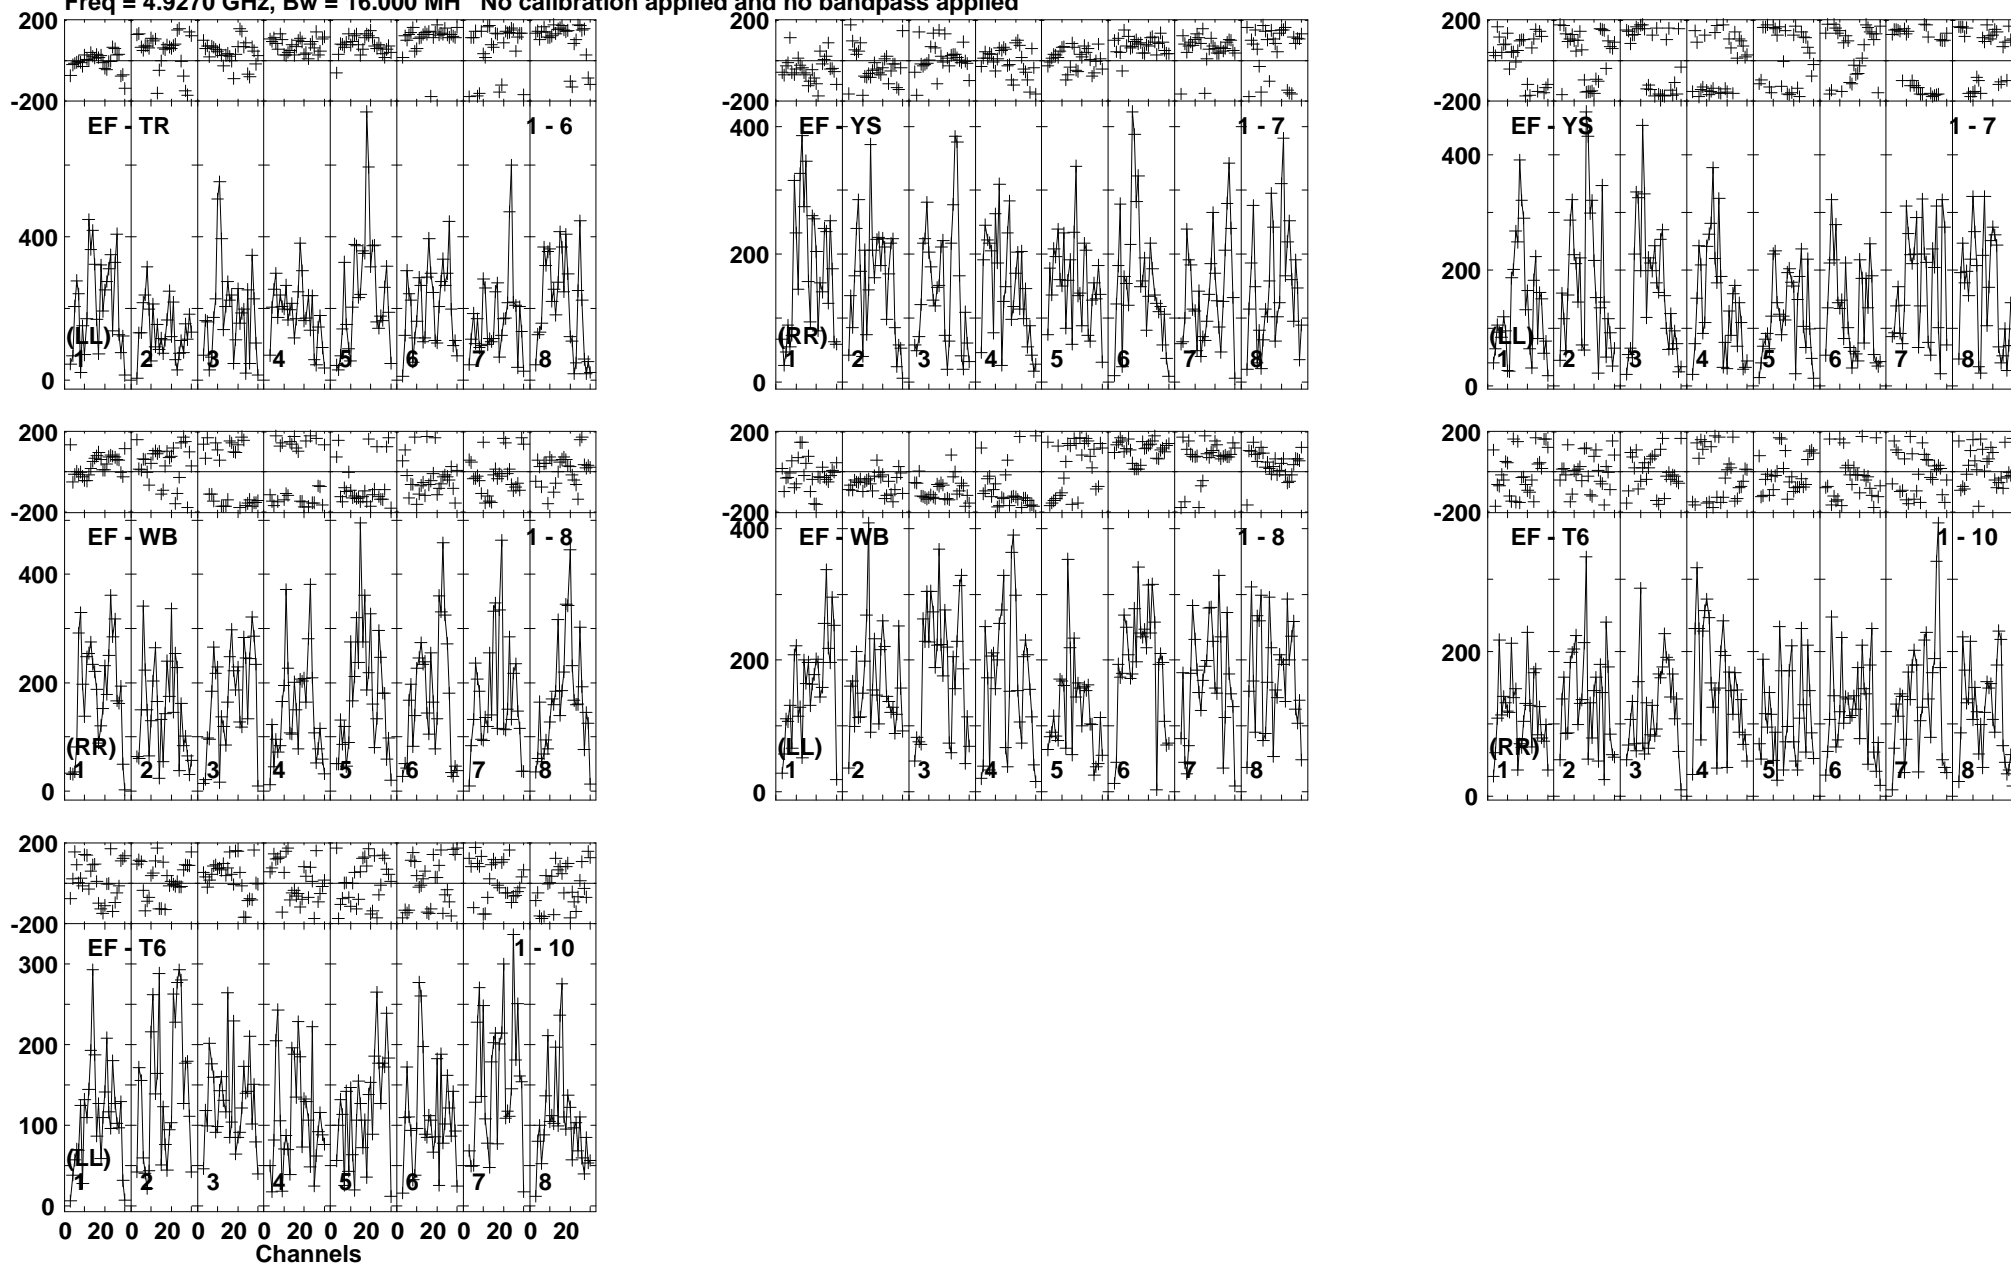 Freq = 4.9270 GHz, Bw = 16.000 MH No calibration applied and no bandpass applied
200
-200
EF - TR 1 - 6
400
0
(LL)
1 2 3 4 5 6 7 8
200
-200
400
EF - YS 1 - 7
200
0
(RR)
1 2 3 4 5 6 7 8
200
-200
EF - YS 1 - 7
400
200
0
(LL)
1 2 3 4 5 6 7 8
200
-200
EF - WB 1 - 8
400
200
0
(RR)
1 2 3 4 5 6 7 8
200
-200
400
EF - WB 1 - 8
200
0
(LL)
1 2 3 4 5 6 7 8
200
-200
EF - T6 1 - 10
200
0
(RR)
1 2 3 4 5 6 7 8
200
-200
EF - T6 1 - 10
300
200
100
0
(LL)
1 2 3 4 5 6 7 8
0 20 0 20 0 20 0 20 0 20 0 20 0 20 0 20
Channels